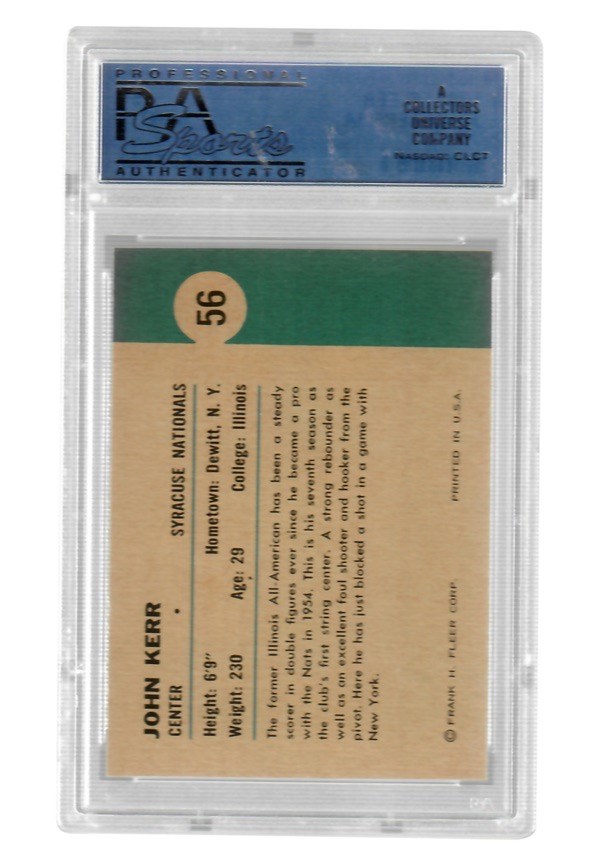 PROFESSIONAL
PSA
Sports
AUTHENTICATOR
A
COLLECTORS
UNIVERSE
COMPANY
NASDAQ: CLCT
56
JOHN KERR
CENTER • SYRACUSE NATIONALS
Height: 6'9" Hometown: Dewitt, N. Y.
Weight: 230 Age: 29 College: Illinois
The former Illinois All-American has been a steady
scorer in double figures ever since he became a pro
with the Nats in 1954. This is his seventh season as
the club's first string center. A strong rebounder as
well as an excellent foul shooter and hooker from the
pivot. Here he has just blocked a shot in a game with
New York.
© FRANK H. FLEER CORP. PRINTED IN U.S.A.